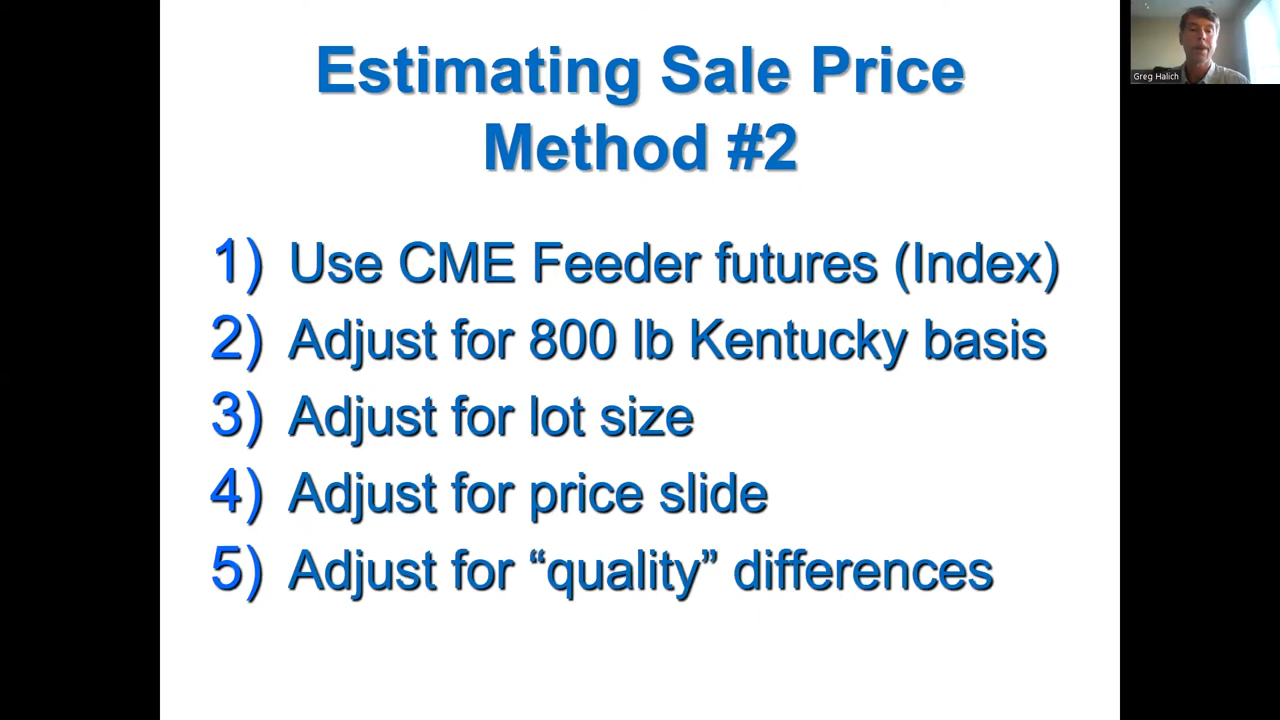 Estimating Sale Price
Method #2
1) Use CME Feeder futures (Index)
2) Adjust for 800 lb Kentucky basis
3) Adjust for lot size
4) Adjust for price slide
5) Adjust for “quality” differences
Greg Halich